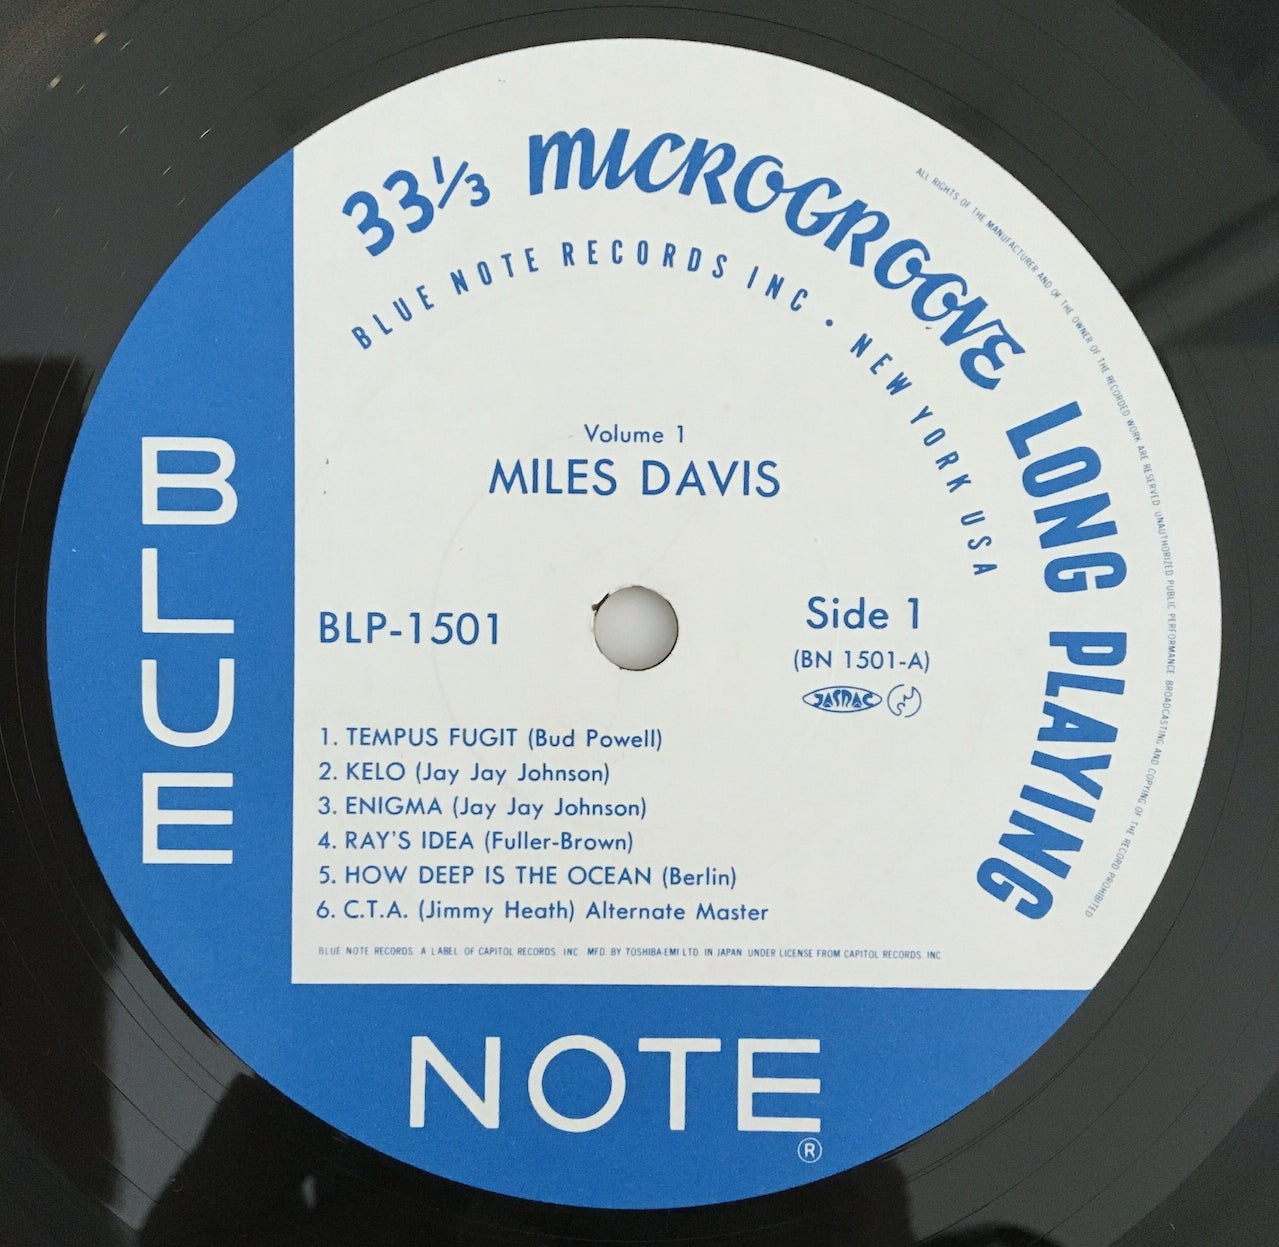 33⅓ MICROGROOVE LONG PLAYING
BLUE NOTE RECORDS INC • NEW YORK USA
ALL RIGHTS OF THE MANUFACTURER AND OF THE OWNER OF THE RECORDED WORK ARE RESERVED UNAUTHORIZED PUBLIC PERFORMANCE BROADCASTING AND COPYING OF THE RECORD PROHIBITED
Volume 1
MILES DAVIS
BLP-1501
Side 1
(BN 1501-A)
JASRAC
1. TEMPUS FUGIT (Bud Powell)
2. KELO (Jay Jay Johnson)
3. ENIGMA (Jay Jay Johnson)
4. RAY'S IDEA (Fuller-Brown)
5. HOW DEEP IS THE OCEAN (Berlin)
6. C.T.A. (Jimmy Heath) Alternate Master
BLUE NOTE RECORDS. A LABEL OF CAPITOL RECORDS. INC MFD BY TOSHIBA-EMI LTD IN JAPAN UNDER LICENSE FROM CAPITOL RECORDS. INC
BLUE
NOTE
®